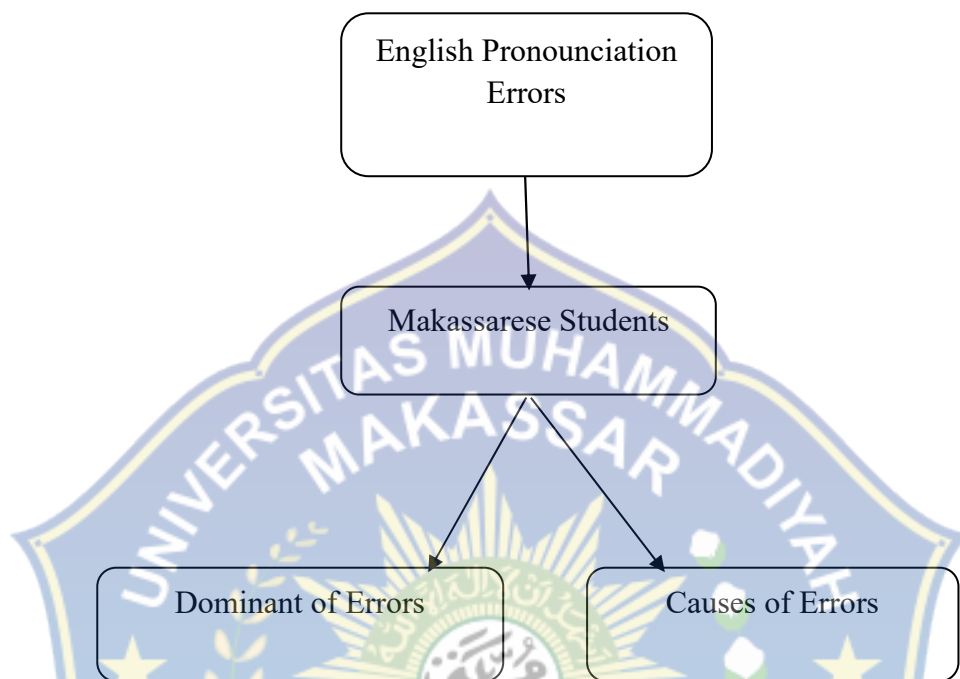 English Pronounciation
Errors
Makassarese Students
UNIVERSITAS MUHAMMADIYAH
MAKASSAR
Dominant of Errors
Causes of Errors